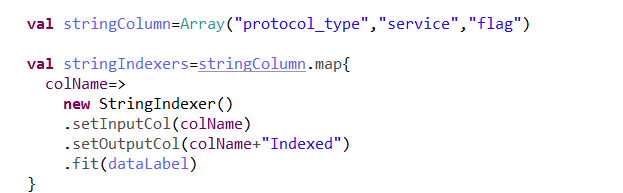 val stringColumn=Array("protocol_type","service","flag")
val stringIndexers=stringColumn.map{
colName=>
new StringIndexer()
.setInputCol(colName)
.setOutputCol(colName+"Indexed")
.fit(dataLabel)
}